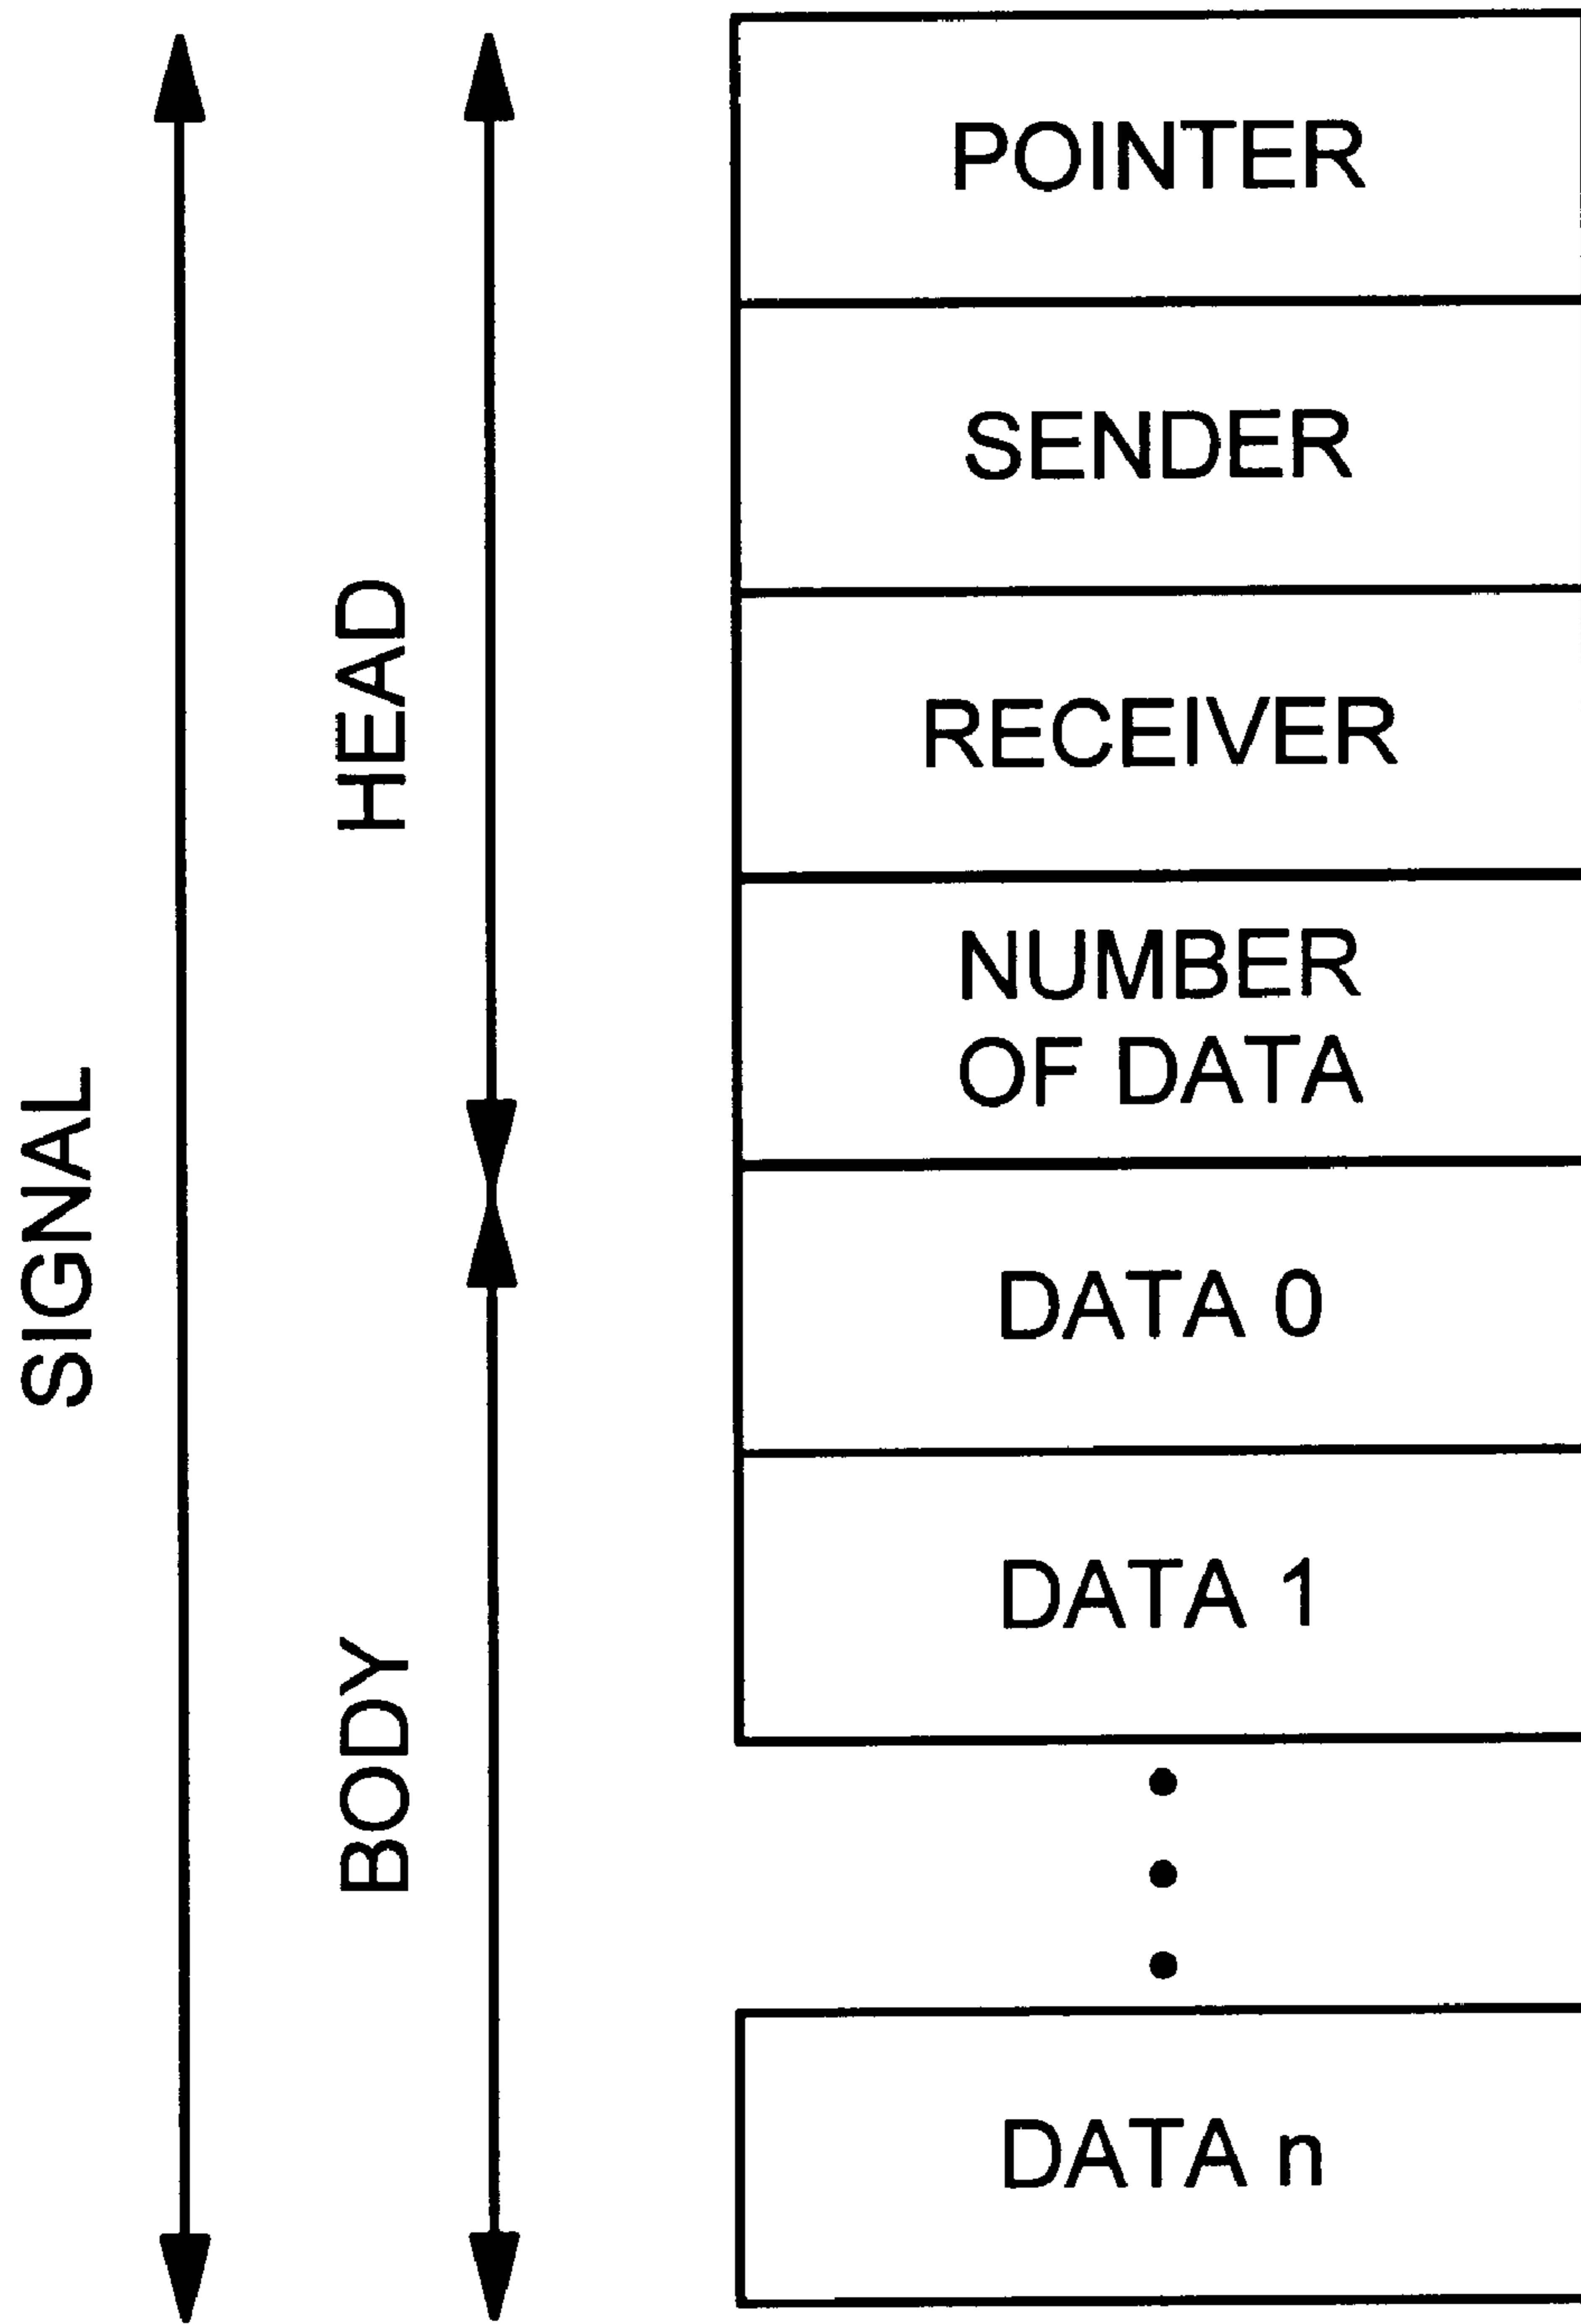 SIGNAL
HEAD
BODY
POINTER
SENDER
RECEIVER
NUMBER
OF DATA
DATA 0
DATA 1
DATA n